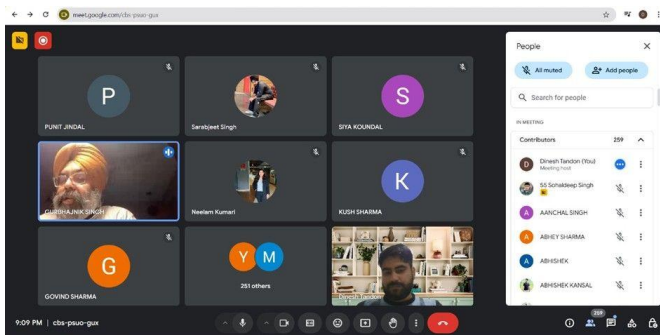 meet.google.com/cbs-psuo-gux
People
All muted
Add people
Search for people
IN MEETING
Contributors
259
P
PUNIT JINDAL
Sarabjeet Singh
S
SIYA KOUNDAL
GURBHAJNIK SINGH
Neelam Kumari
K
KUSH SHARMA
G
GOVIND SHARMA
Y M
251 others
Dinesh Tandon
D
Dinesh Tandon (You)
Meeting host
SS Schaldeep Singh
A
AANCHAL SINGH
A
ABHEY SHARMA
A
ABHISHEK
ABHISHEK KANSAL
9:09 PM | cbs-psuo-gux
259